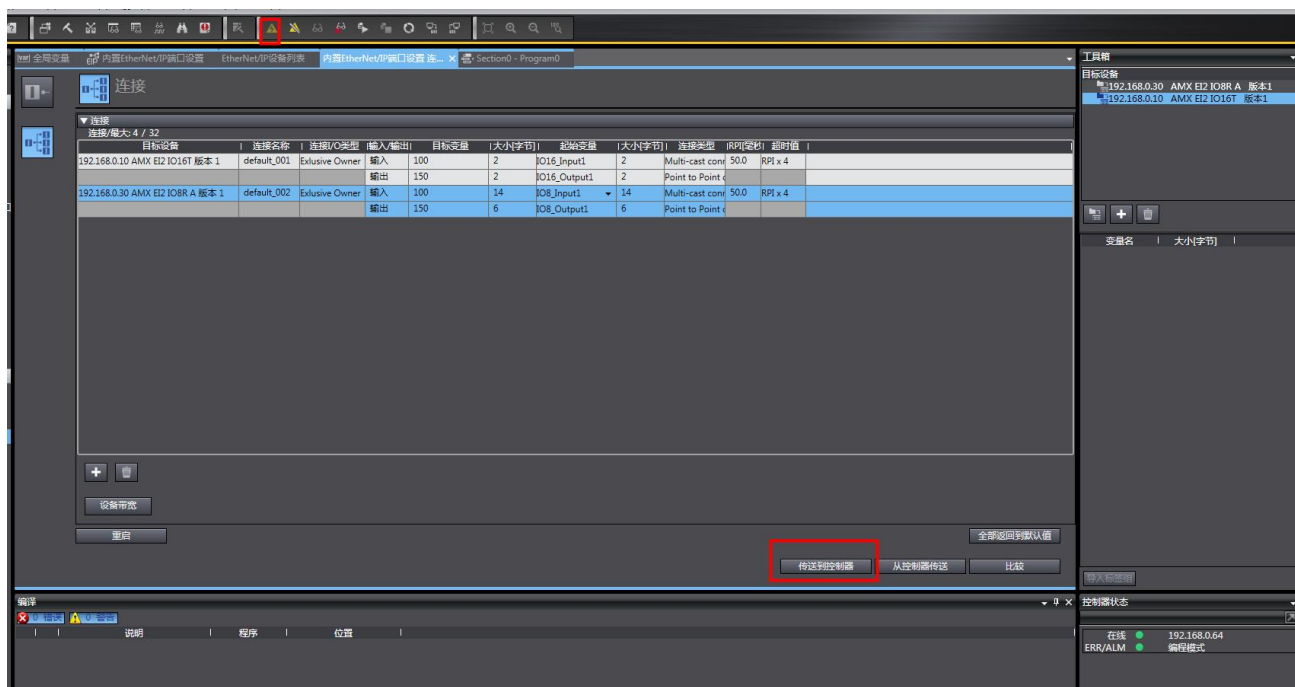 全局变量 内置EtherNet/IP端口设置 EtherNet/IP设备列表 内置EtherNet/IP端口设置 连... Section0 - Program0
连接
▼连接
连接/最大: 4 / 32
目标设备 连接名称 连接I/O类型 输入/输出 目标变量 大小[字节] 起始变量 大小[字节] 连接类型 RPI[毫秒] 超时值
192.168.0.10 AMX EI2 IO16T 版本 1 default_001 Exlusive Owner 输入 100 2 IO16_Input1 2 Multi-cast conr 50.0 RPI x 4
输出 150 2 IO16_Output1 2 Point to Point c
192.168.0.30 AMX EI2 IO8R A 版本 1 default_002 Exlusive Owner 输入 100 14 IO8_Input1 14 Multi-cast conr 50.0 RPI x 4
输出 150 6 IO8_Output1 6 Point to Point c
设备带宽
重启 全部返回到默认值
传送到控制器 从控制器传送 比较
编译
0 错误 0 警告
说明 程序 位置
工具箱
目标设备
192.168.0.30 AMX EI2 IO8R A 版本1
192.168.0.10 AMX EI2 IO16T 版本1
变量名 大小[字节]
导入标签组
控制器状态
在线 192.168.0.64
ERR/ALM 编程模式